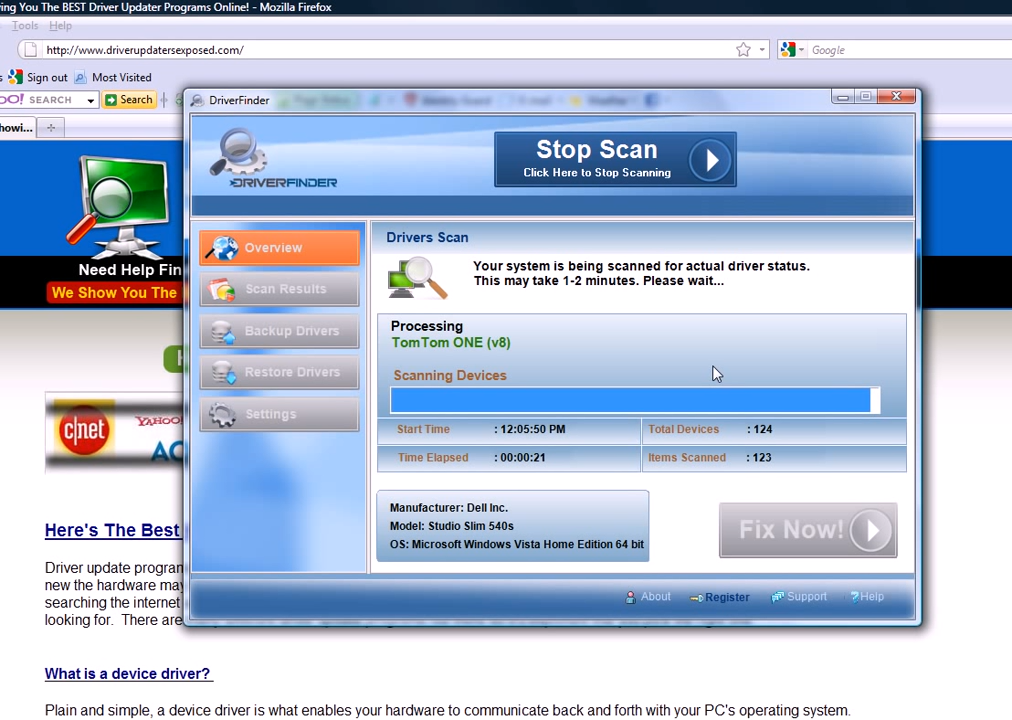 ing You The BEST Driver Updater Programs Online! - Mozilla Firefox
Tools Help
http://www.driverupdatersexposed.com/
Google
s Sign out Most Visited
OO! SEARCH Search
DriverFinder
howi...
Stop Scan
Click Here to Stop Scanning
DRIVERFINDER
Overview
Scan Results
Backup Drivers
Restore Drivers
Settings
Drivers Scan
Your system is being scanned for actual driver status.
This may take 1-2 minutes. Please wait...
Processing
TomTom ONE (v8)
Scanning Devices
Start Time : 12:05:50 PM Total Devices : 124
Time Elapsed : 00:00:21 Items Scanned : 123
Manufacturer: Dell Inc.
Model: Studio Slim 540s
OS: Microsoft Windows Vista Home Edition 64 bit
Fix Now!
About Register Support Help
Need Help Fin
We Show You The
c|net YAHOO
AO
Here's The Best
Driver update program
new the hardware may
searching the internet
looking for. There are
What is a device driver?
Plain and simple, a device driver is what enables your hardware to communicate back and forth with your PC's operating system.